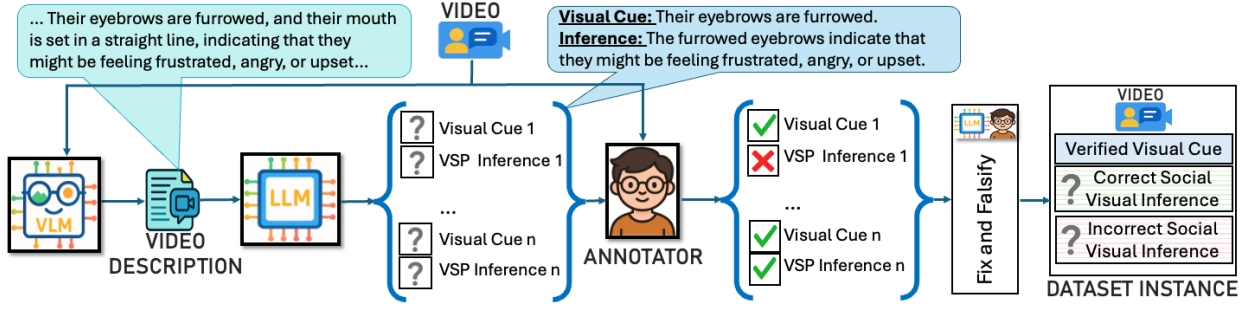 ... Their eyebrows are furrowed, and their mouth
is set in a straight line, indicating that they
might be feeling frustrated, angry, or upset...
VIDEO
Visual Cue: Their eyebrows are furrowed.
Inference: The furrowed eyebrows indicate that
they might be feeling frustrated, angry, or upset.
VLM
VIDEO
DESCRIPTION
LLM
? Visual Cue 1
? VSP Inference 1
...
? Visual Cue n
? VSP Inference n
ANNOTATOR
Visual Cue 1
VSP Inference 1
...
Visual Cue n
VSP Inference n
LLM
Fix and Falsify
VIDEO
Verified Visual Cue
? Correct Social
Visual Inference
? Incorrect Social
Visual Inference
DATASET INSTANCE